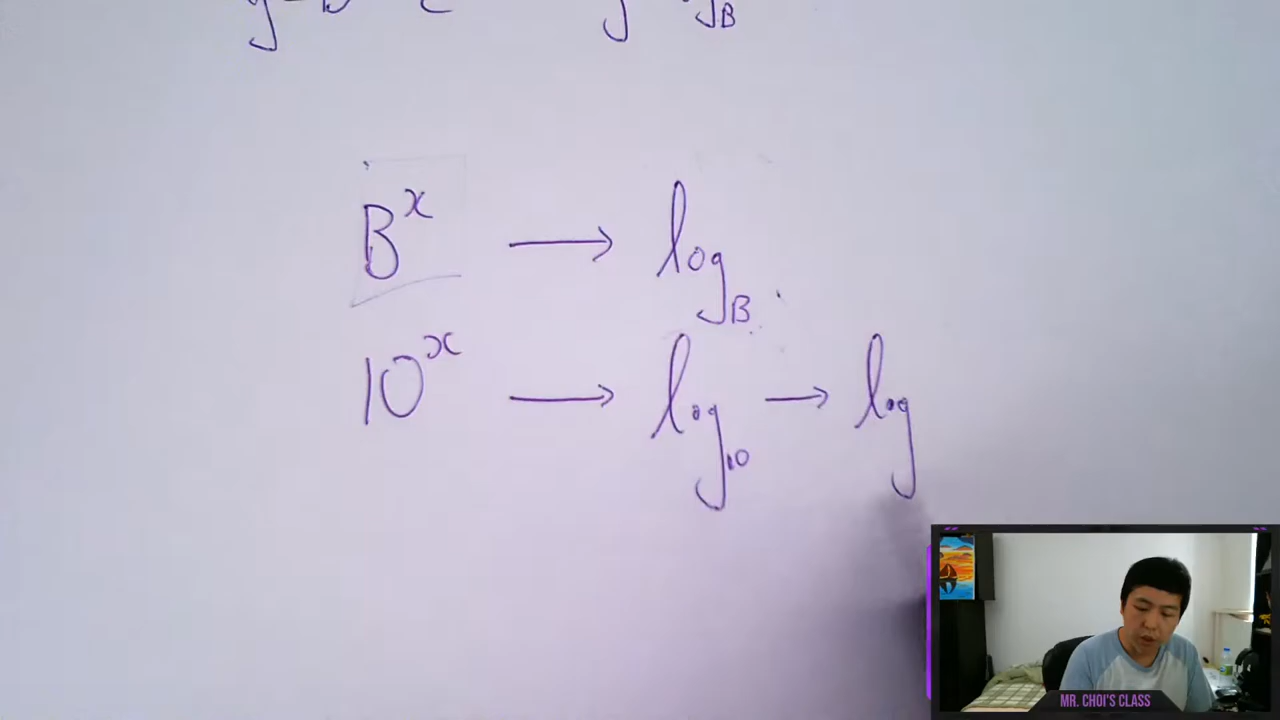 B^x → log_B
10^x → log_10 → log
MR. CHOI'S CLASS